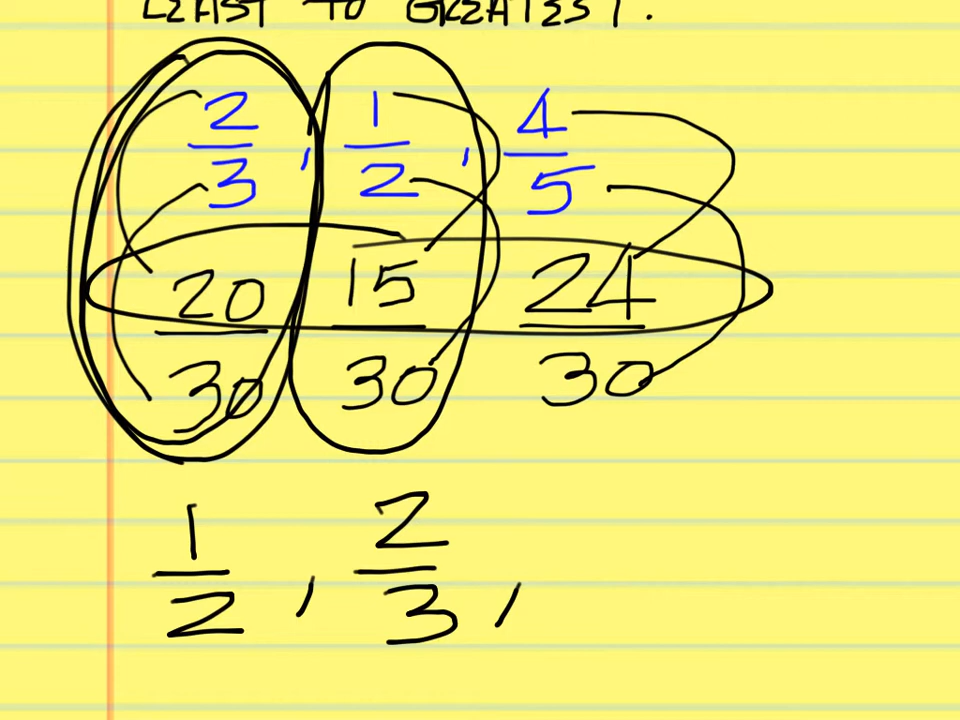 LEAST TO GREATEST.
2/3, 1/2, 4/5
20/30 15/30 24/30
1/2, 2/3,